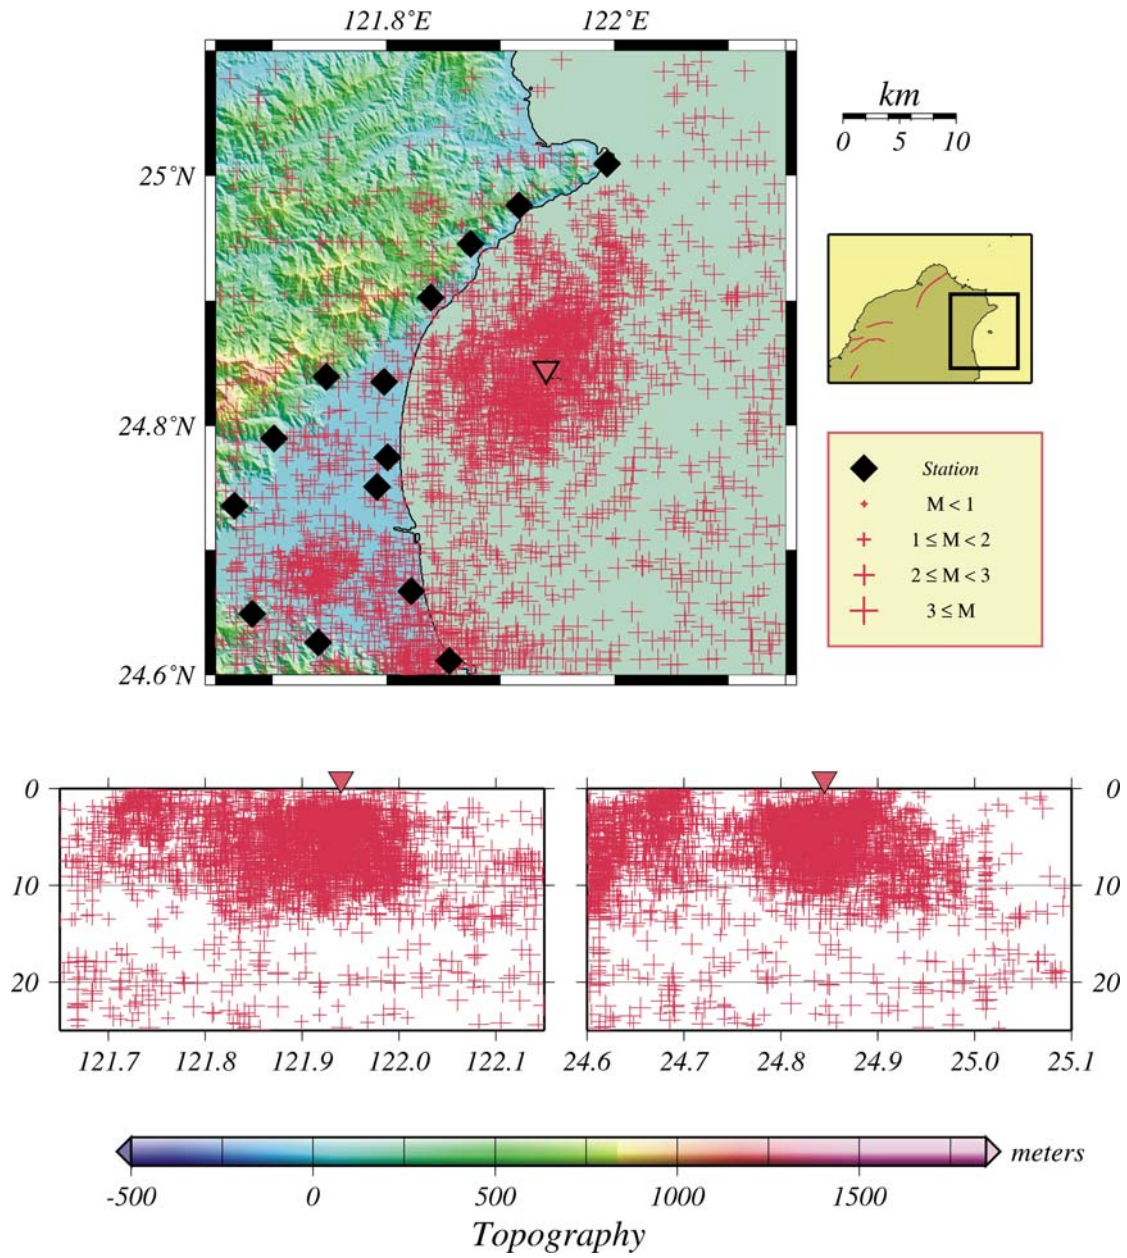 121.8˚E 122˚E
km
0 5 10
25˚N
24.8˚N
24.6˚N
Station
M < 1
1 ≤ M < 2
2 ≤ M < 3
3 ≤ M
0 0
10 10
20 20
121.7 121.8 121.9 122.0 122.1 24.6 24.7 24.8 24.9 25.0 25.1
meters
-500 0 500 1000 1500
Topography